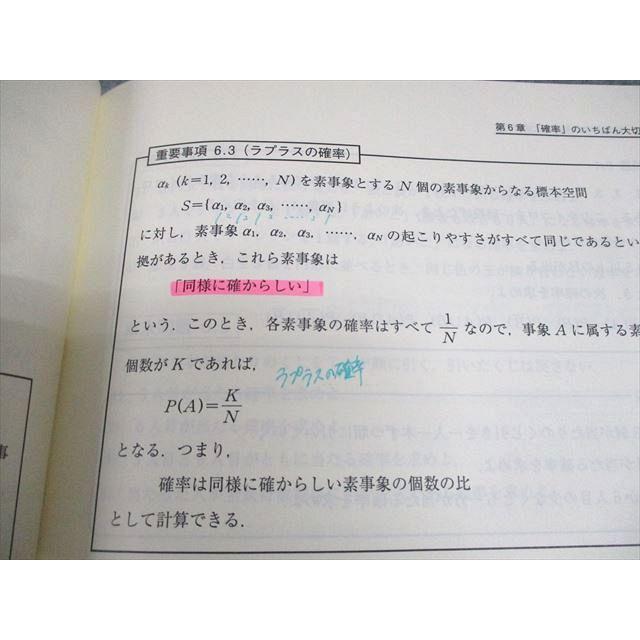 第6章 「確率」のいちばん大切
重要事項 6.3 (ラプラスの確率)
αk (k=1, 2, ……, N) を素事象とする N 個の素事象からなる標本空間
S={α1, α2, α3, ……, αN}
に対し，素事象 α1, α2, α3, ……, αN の起こりやすさがすべて同じであるとい
拠があるとき，これら素事象は
「同様に確からしい」
という．このとき，各素事象の確率はすべて 1/N なので，事象 A に属する素
個数が K であれば，
ラプラスの確率
P(A)=K/N
となる．つまり，
確率は同様に確からしい素事象の個数の比
として計算できる．
事